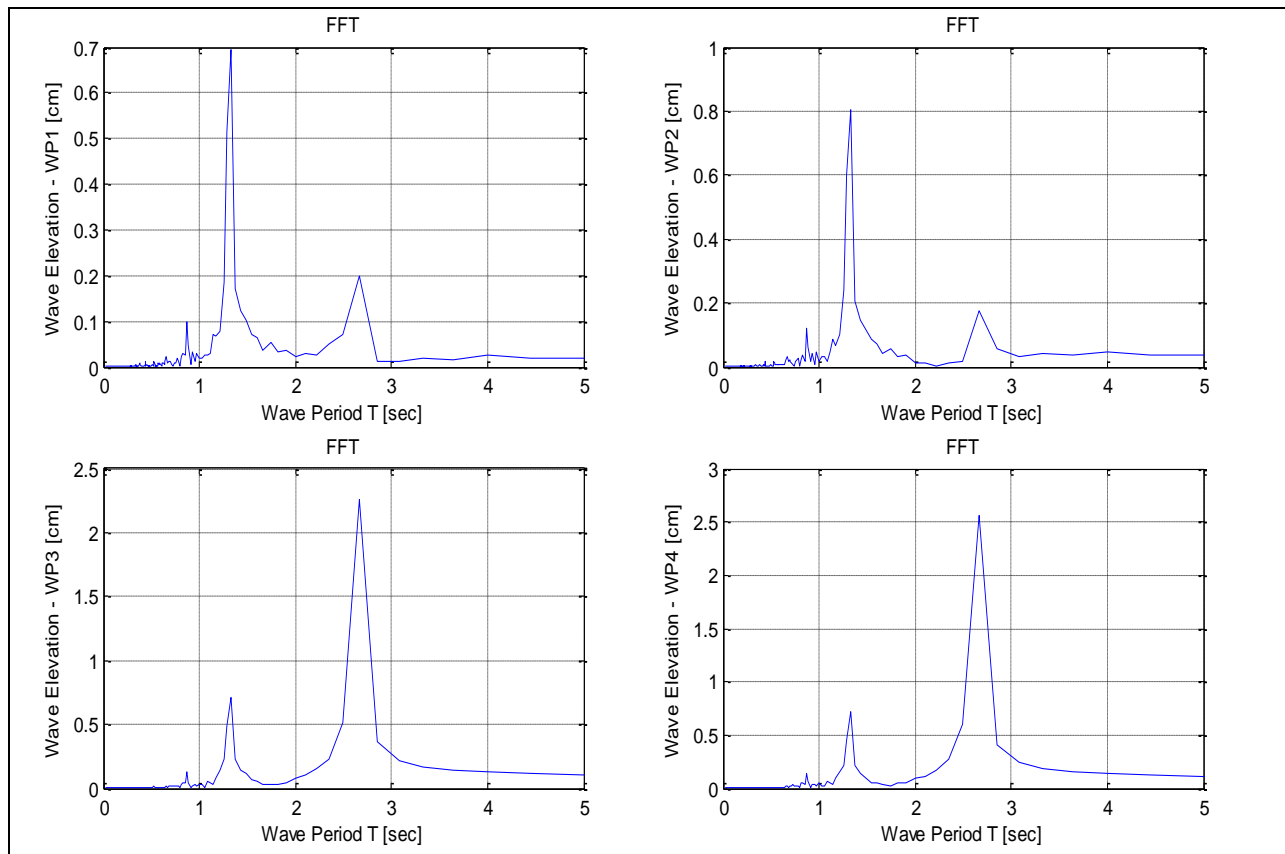 FFT
Wave Elevation - WP1 [cm]
0.7
0.6
0.5
0.4
0.3
0.2
0.1
0
0 1 2 3 4 5
Wave Period T [sec]
FFT
Wave Elevation - WP2 [cm]
1
0.8
0.6
0.4
0.2
0
0 1 2 3 4 5
Wave Period T [sec]
FFT
Wave Elevation - WP3 [cm]
2.5
2
1.5
1
0.5
0
0 1 2 3 4 5
Wave Period T [sec]
FFT
Wave Elevation - WP4 [cm]
3
2.5
2
1.5
1
0.5
0
0 1 2 3 4 5
Wave Period T [sec]